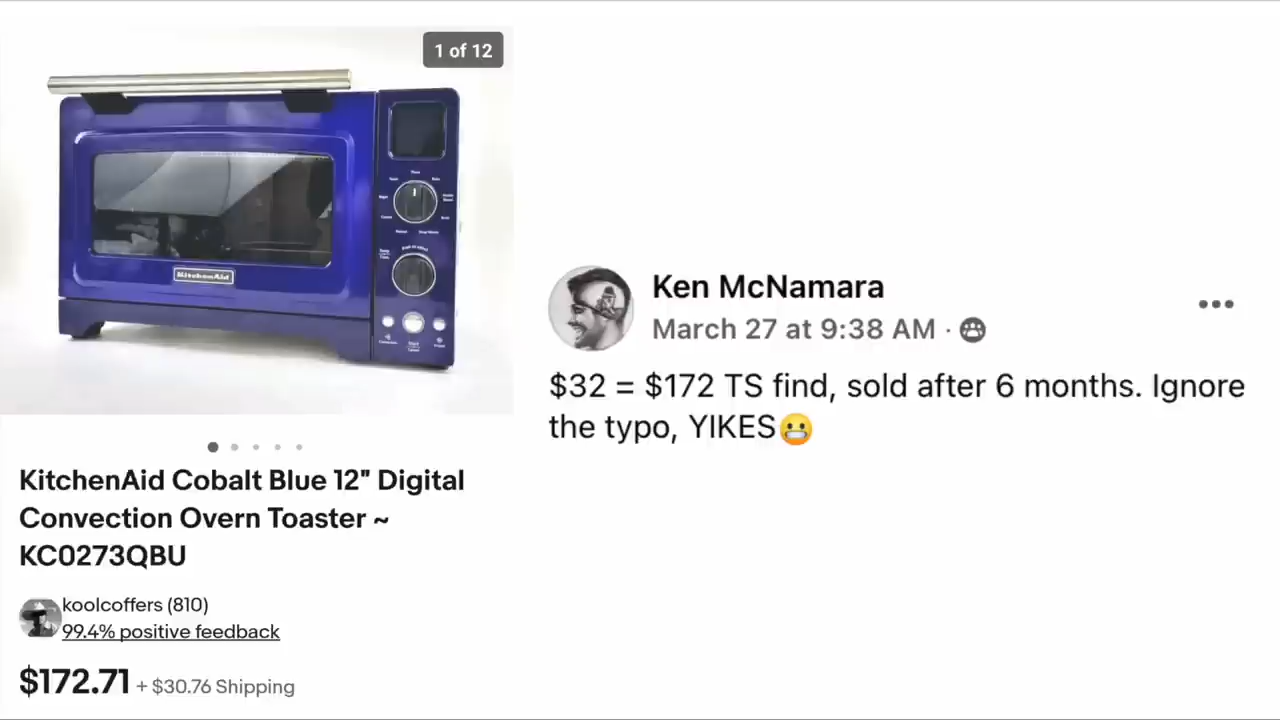 1 of 12
KitchenAid
KitchenAid Cobalt Blue 12" Digital
Convection Overn Toaster ~
KC0273QBU
koolcoffers (810)
99.4% positive feedback
$172.71 + $30.76 Shipping
Ken McNamara
March 27 at 9:38 AM ·
$32 = $172 TS find, sold after 6 months. Ignore
the typo, YIKES😬